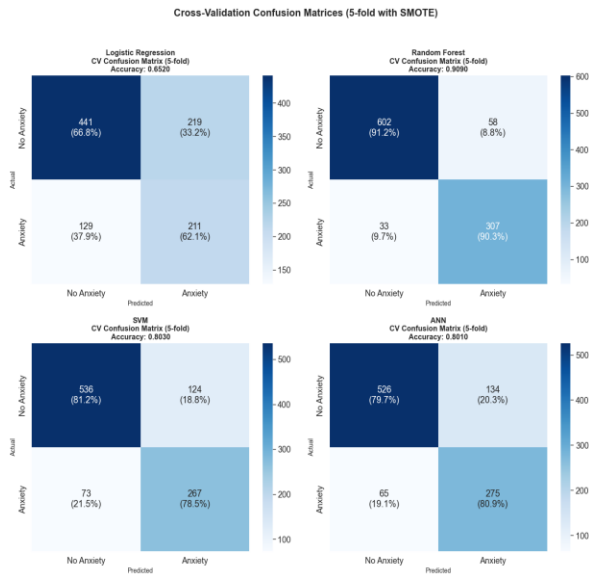 Cross-Validation Confusion Matrices (5-fold with SMOTE)
Logistic Regression
CV Confusion Matrix (5-fold)
Accuracy: 0.6520
Actual
No Anxiety
Anxiety
441
(66.8%)
219
(33.2%)
129
(37.9%)
211
(62.1%)
No Anxiety
Anxiety
Predicted
400
350
300
250
200
150
Random Forest
CV Confusion Matrix (5-fold)
Accuracy: 0.9090
Actual
No Anxiety
Anxiety
602
(91.2%)
58
(8.8%)
33
(9.7%)
307
(90.3%)
No Anxiety
Anxiety
Predicted
600
500
400
300
200
100
SVM
CV Confusion Matrix (5-fold)
Accuracy: 0.8030
Actual
No Anxiety
Anxiety
536
(81.2%)
124
(18.8%)
73
(21.5%)
267
(78.5%)
No Anxiety
Anxiety
Predicted
500
400
300
200
100
ANN
CV Confusion Matrix (5-fold)
Accuracy: 0.8010
Actual
No Anxiety
Anxiety
526
(79.7%)
134
(20.3%)
65
(19.1%)
275
(80.9%)
No Anxiety
Anxiety
Predicted
500
400
300
200
100